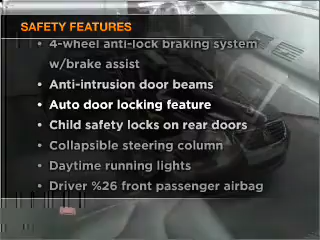 SAFETY FEATURES
• 4-wheel anti-lock braking system
w/brake assist
• Anti-intrusion door beams
• Auto door locking feature
• Child safety locks on rear doors
• Collapsible steering column
• Daytime running lights
• Driver %26 front passenger airbag